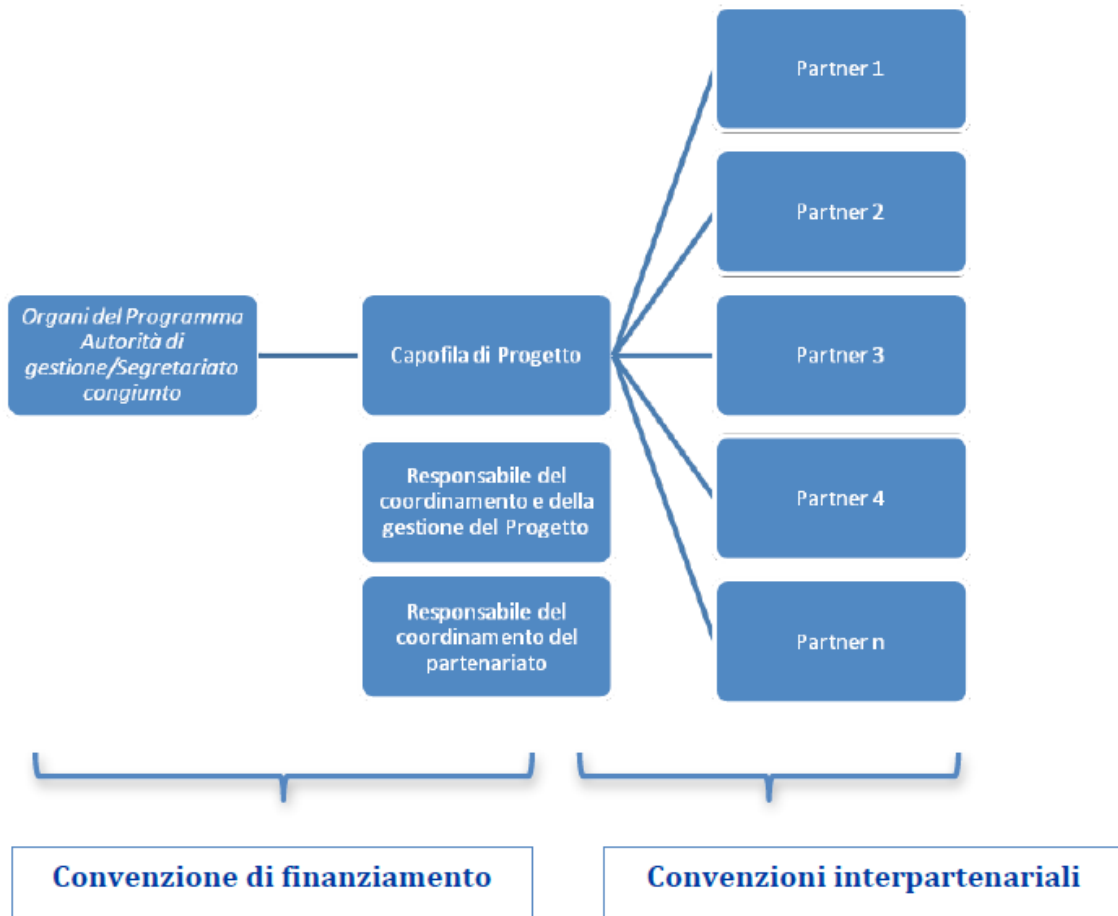 Partner 1
Partner 2
Organi del Programma
Autorità di
gestione/Segretariato
congiunto
Capofila di Progetto
Partner 3
Responsabile del
coordinamento e della
gestione del Progetto
Partner 4
Responsabile del
coordinamento del
partenariato
Partner n
Convenzione di finanziamento
Convenzioni interpartenariali